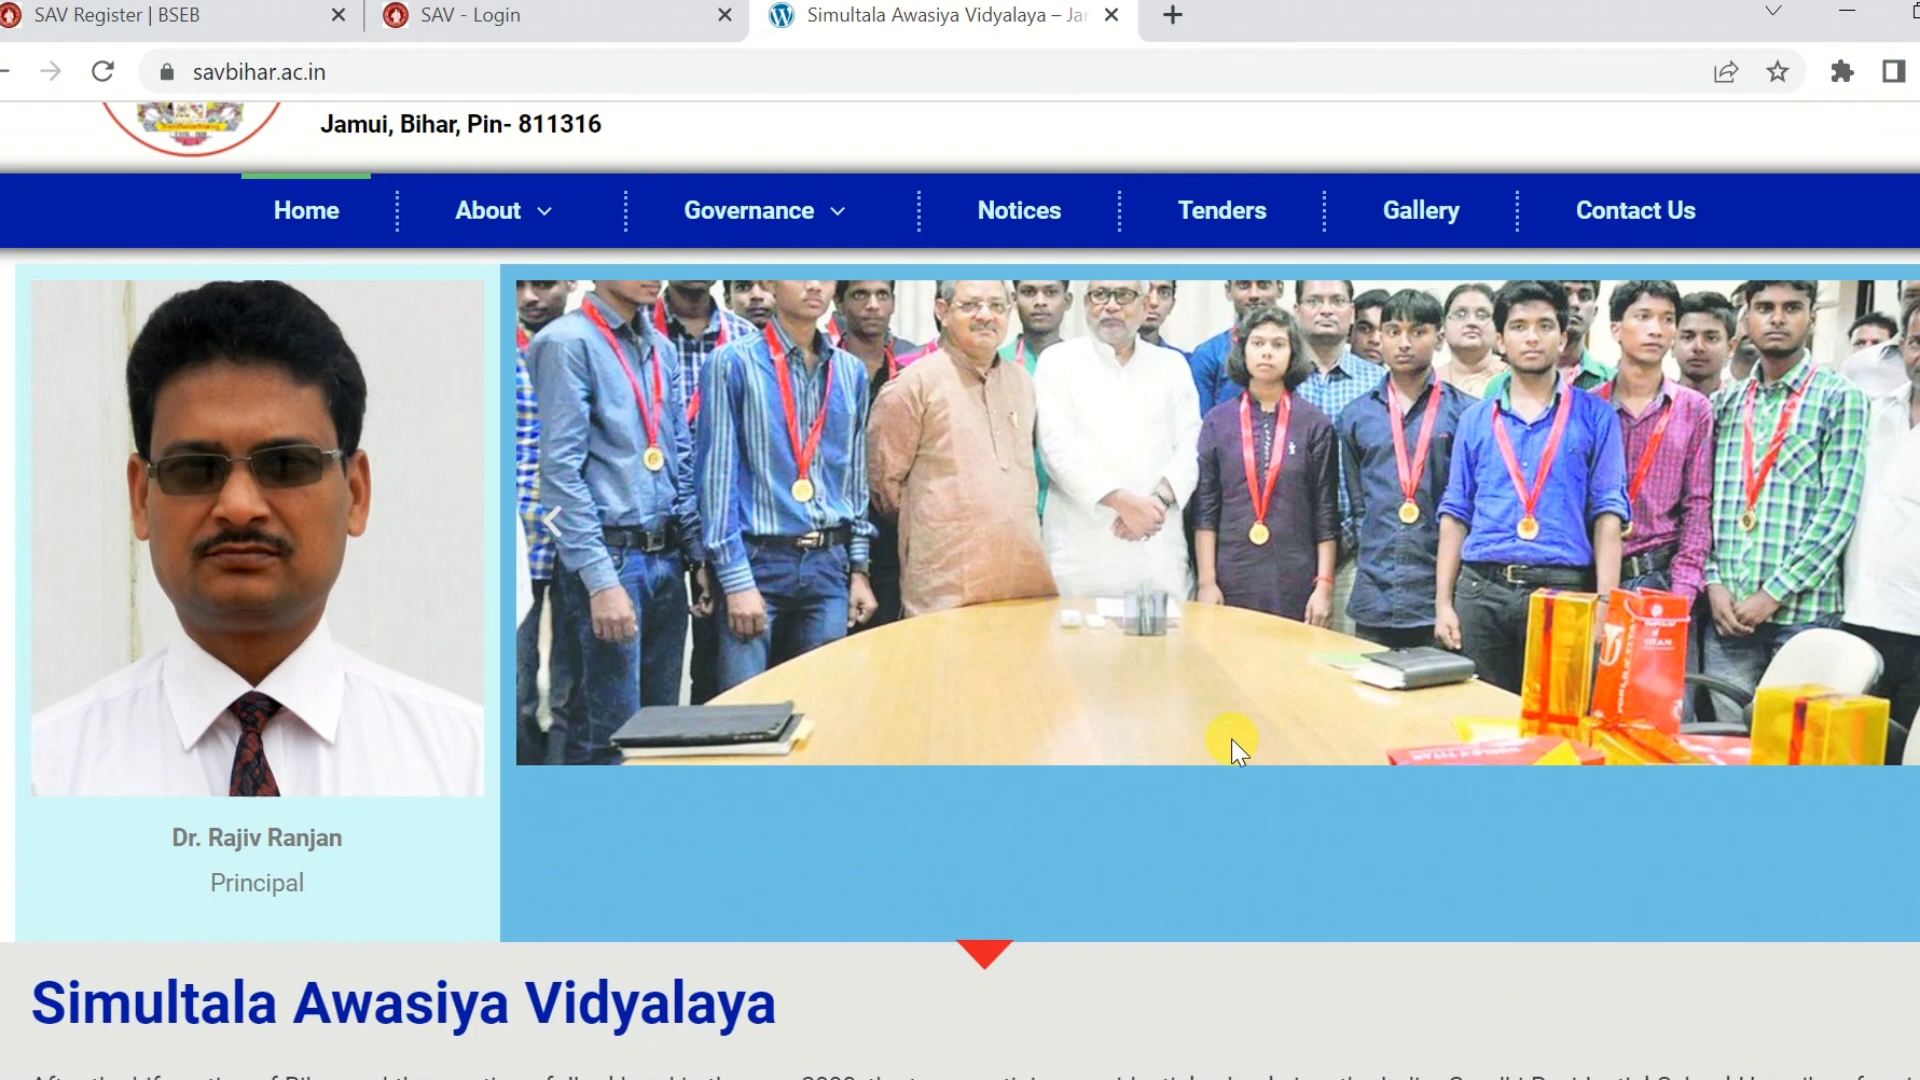 SAV Register | BSEB
SAV - Login
Simultala Awasiya Vidyalaya – Jar
savbihar.ac.in
Jamui, Bihar, Pin- 811316
Home
About
Governance
Notices
Tenders
Gallery
Contact Us
Dr. Rajiv Ranjan
Principal
Simultala Awasiya Vidyalaya